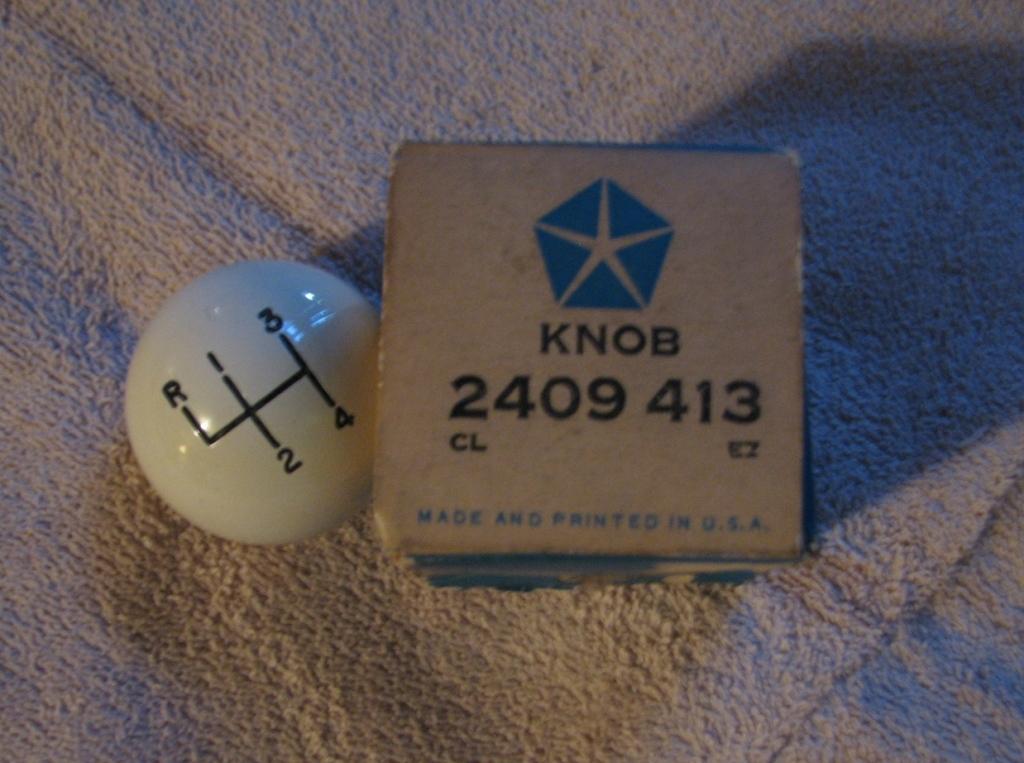 3
1
R
4
2
KNOB
2409 413
CL EZ
MADE AND PRINTED IN U.S.A.